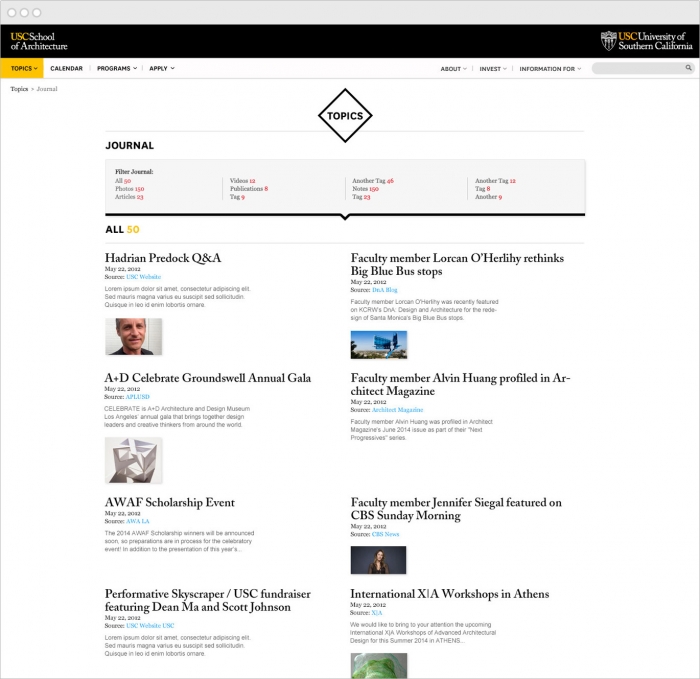 USC School
of Architecture
USC University of
Southern California
TOPICS
CALENDAR
PROGRAMS
APPLY
ABOUT
INVEST
INFORMATION FOR
Topics > Journal
TOPICS
JOURNAL
Filter Journal:
All 50
Photos 150
Articles 23
Videos 12
Publications 8
Tag 9
Another Tag 46
Notes 150
Tag 23
Another Tag 12
Tag 8
Another 9
ALL 50
Hadrian Predock Q&A
May 22, 2012
Source: USC Website
Lorem ipsum dolor sit amet, consectetur adipiscing elit.
Sed mauris magna varius eu suscipit sed sollicitudin.
Quisque in leo id enim lobortis ornare.
Faculty member Lorcan O'Herlihy rethinks
Big Blue Bus stops
May 22, 2012
Source: DnA Blog
Faculty member Lorcan O'Herlihy was recently featured
on KCRW's DnA: Design and Architecture for the rede-
sign of Santa Monica's Big Blue Bus stops.
A+D Celebrate Groundswell Annual Gala
May 22, 2012
Source: APLUSD
CELEBRATE is A+D Architecture and Design Museum
Los Angeles' annual gala that brings together design
leaders and creative thinkers from around the world
Faculty member Alvin Huang profiled in Ar-
chitect Magazine
May 22, 2012
Source: Architect Magazine
Faculty member Alvin Huang was profiled in Architect
Magazine's June 2014 issue as part of their "Next
Progressives" series.
AWAF Scholarship Event
May 22, 2012
Source: AWA LA
The 2014 AWAF Scholarship winners will be announced
soon, so preparations are in process for the celebratory
event! In addition to the presentation of this year's...
Faculty member Jennifer Siegal featured on
CBS Sunday Morning
May 22, 2012
Source: CBS News
Performative Skyscraper / USC fundraiser
featuring Dean Ma and Scott Johnson
May 22, 2012
Source: USC Website USC
Lorem ipsum dolor sit amet, consectetur adipiscing elit.
Sed mauris magna varius eu suscipit sed sollicitudin.
Quisque in leo id enim lobortis ornare.
International X|A Workshops in Athens
May 22, 2012
Source: X|A
We would like to bring to your attention the upcoming
International X|A Workshops of Advanced Architectural
Design for this Summer 2014 in ATHENS...